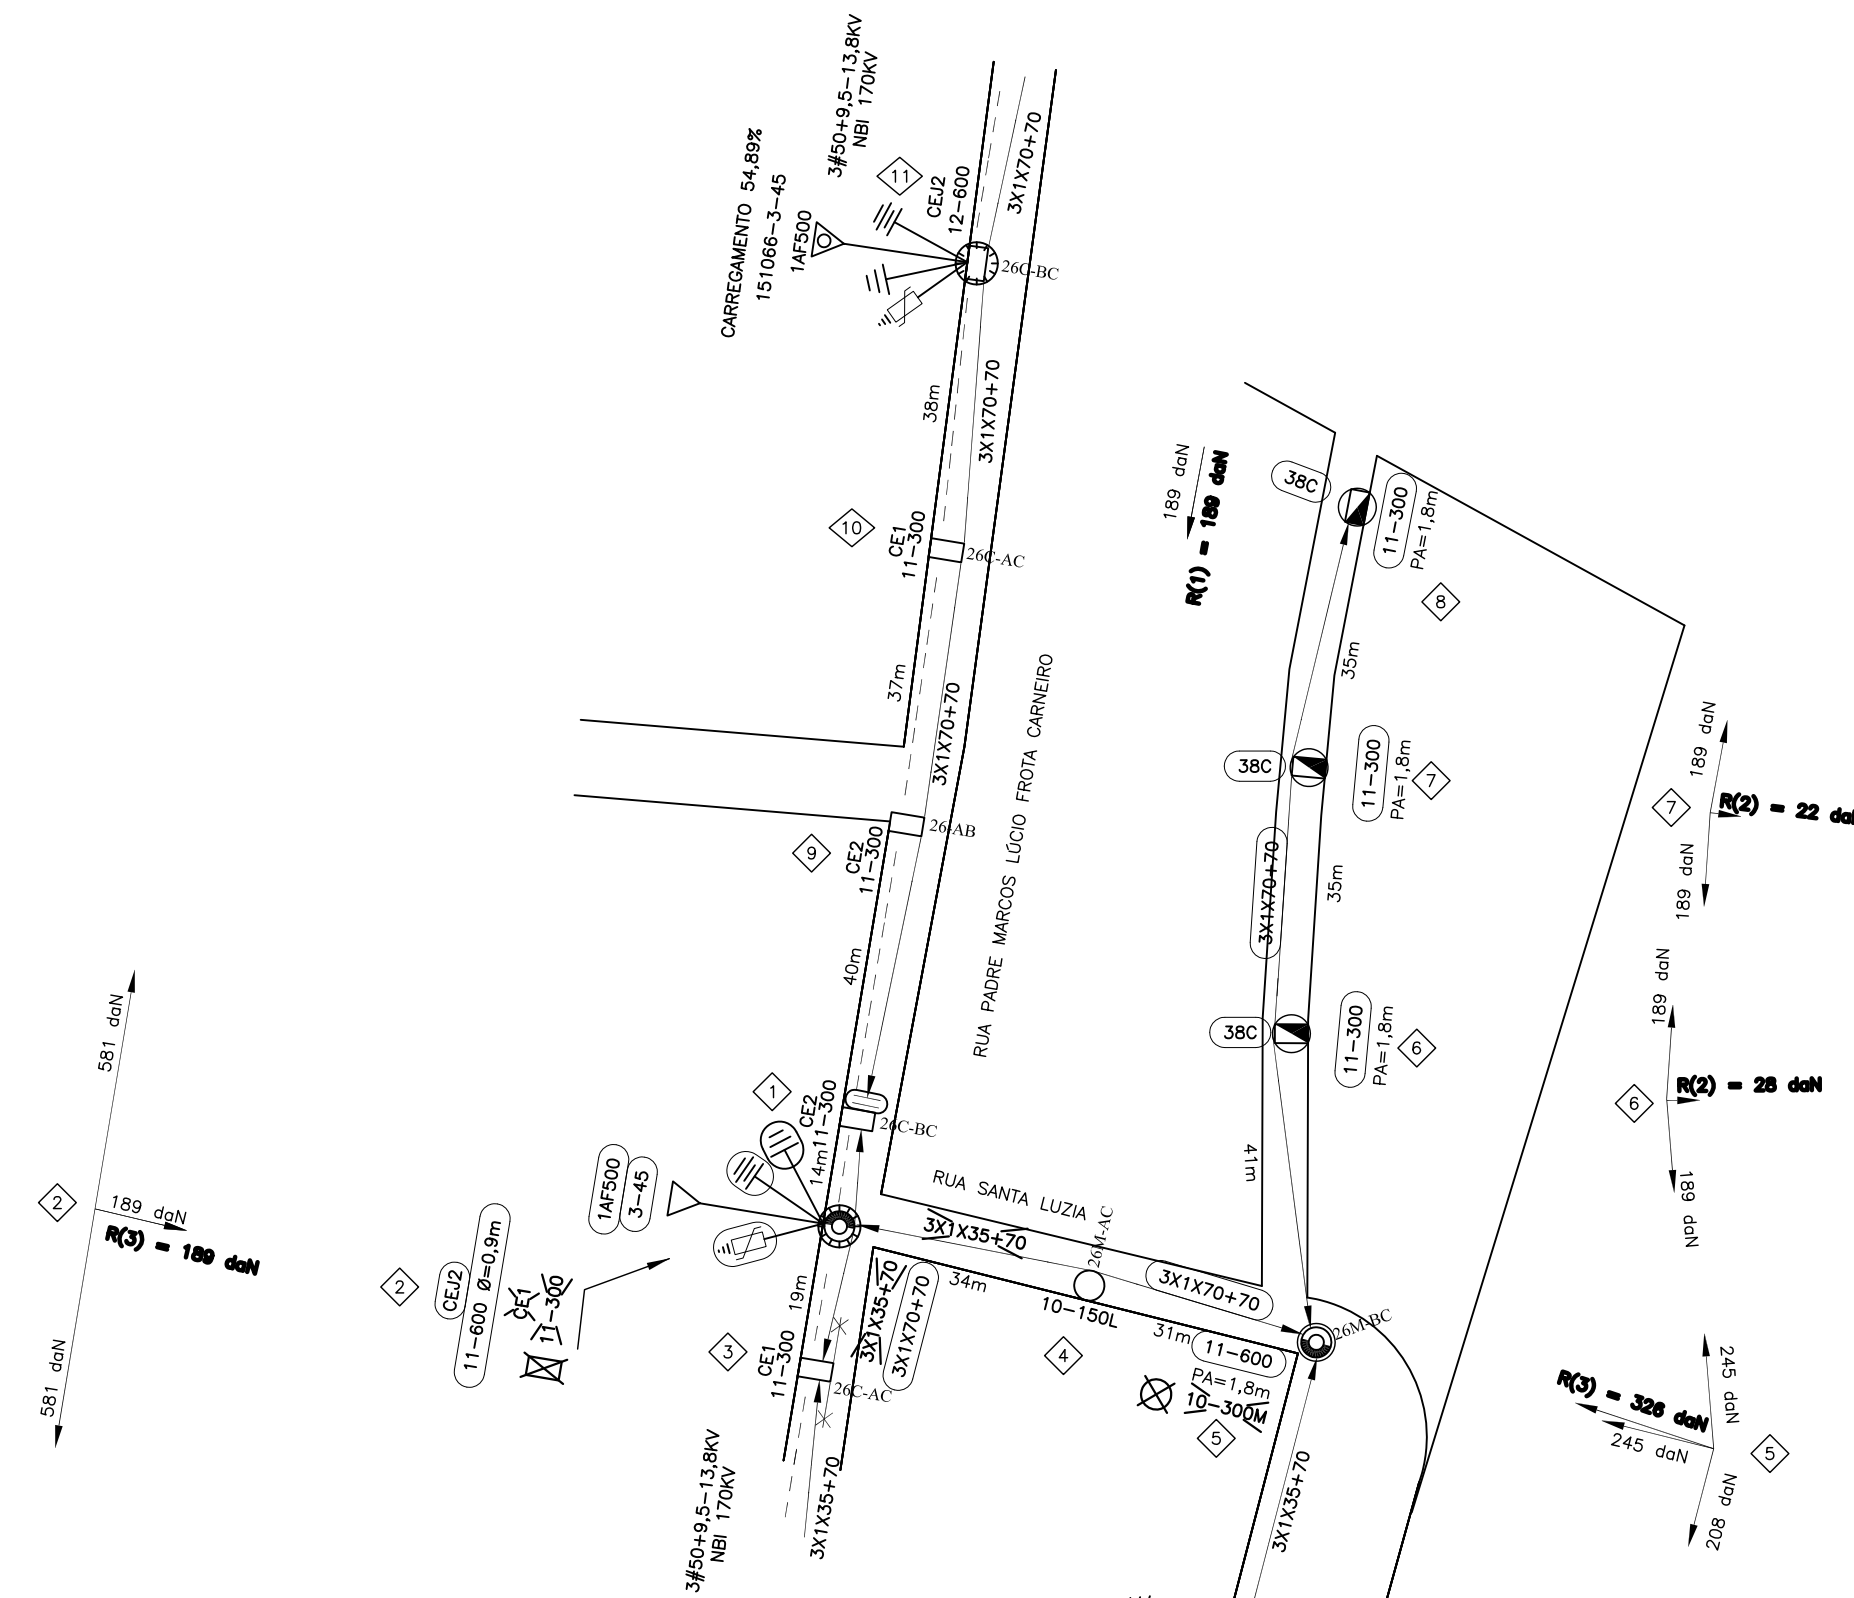 3#50+9,5-13,8KV
NBI 170KV
CARREGAMENTO 54,89%
151066-3-45
1AF500
11
CEJ2
12-600
3X1X70+70
26C-BC
38m
3X1X70+70
10
CE1
11-300
26C-AC
37m
3X1X70+70
RUA PADRE MARCOS LÚCIO FROTA CARNEIRO
9
CE2
11-300
26-AB
40m
1
CE2
11-300
26C-BC
14m
1AF500
3-45
2
CEJ2
11-600 Ø=0,9m
CE1
11-300
19m
3
CE1
11-300
26C-AC
3X1X35+70
3X1X70+70
3#50+9,5-13,8KV
NBI 170KV
3X1X35+70
RUA SANTA LUZIA
3X1X35+70
34m
26M-AC
10-150L
4
3X1X70+70
31m
11-600
PA=1,8m
10-300M
5
26M-BC
3X1X35+70
41m
38C
11-300
PA=1,8m
6
3X1X70+70
35m
38C
11-300
PA=1,8m
7
35m
38C
11-300
PA=1,8m
8
189 daN
R(1) = 189 daN
189 daN
7
R(2) = 22 da
189 daN
189 daN
6
R(2) = 28 daN
189 daN
245 daN
R(3) = 326 daN
245 daN
5
208 daN
581 daN
2
189 daN
R(3) = 189 daN
581 daN